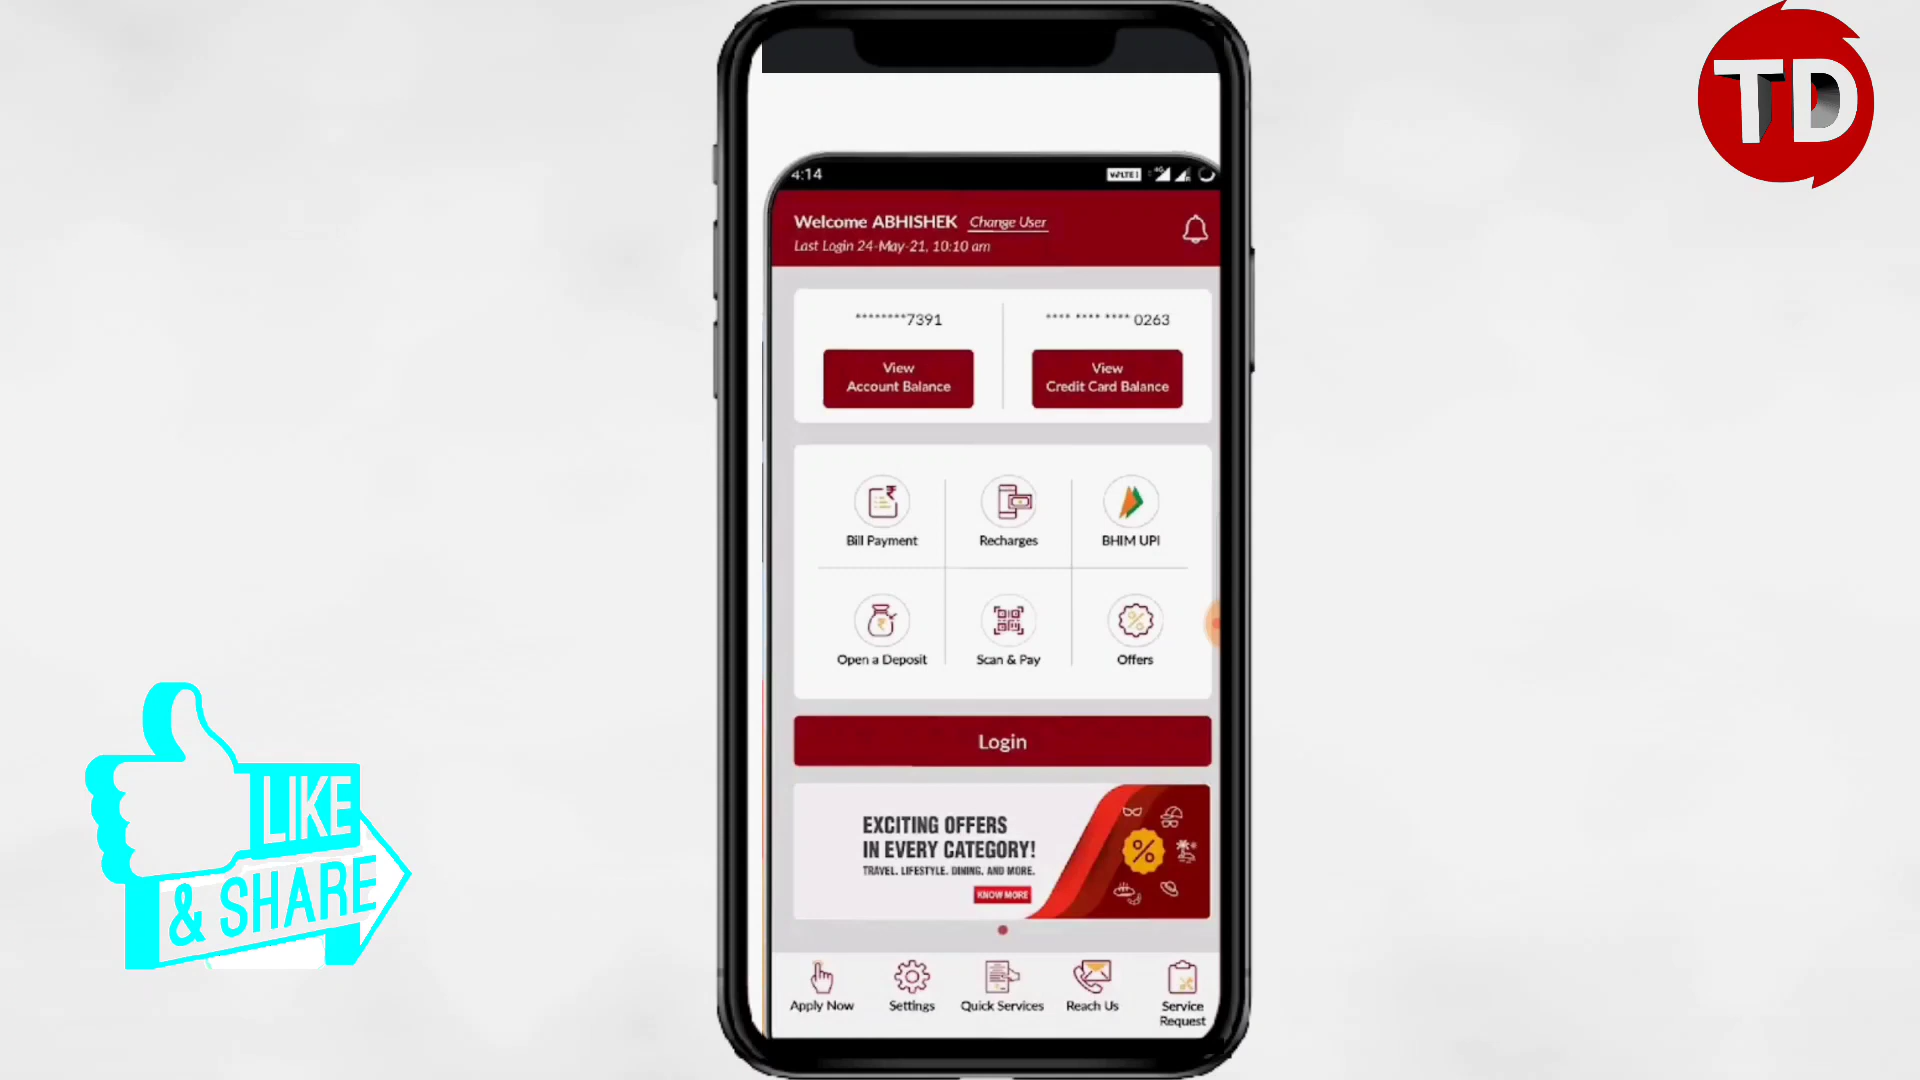 TD
4:14
VoLTE1 4G
Welcome ABHISHEK Change User
Last Login 24-May-21, 10:10 am
********7391
**** **** **** 0263
View
Account Balance
View
Credit Card Balance
Bill Payment
Recharges
BHIM UPI
Open a Deposit
Scan & Pay
Offers
Login
EXCITING OFFERS
IN EVERY CATEGORY!
TRAVEL. LIFESTYLE. DINING. AND MORE.
KNOW MORE
Apply Now
Settings
Quick Services
Reach Us
Service
Request
LIKE
& SHARE